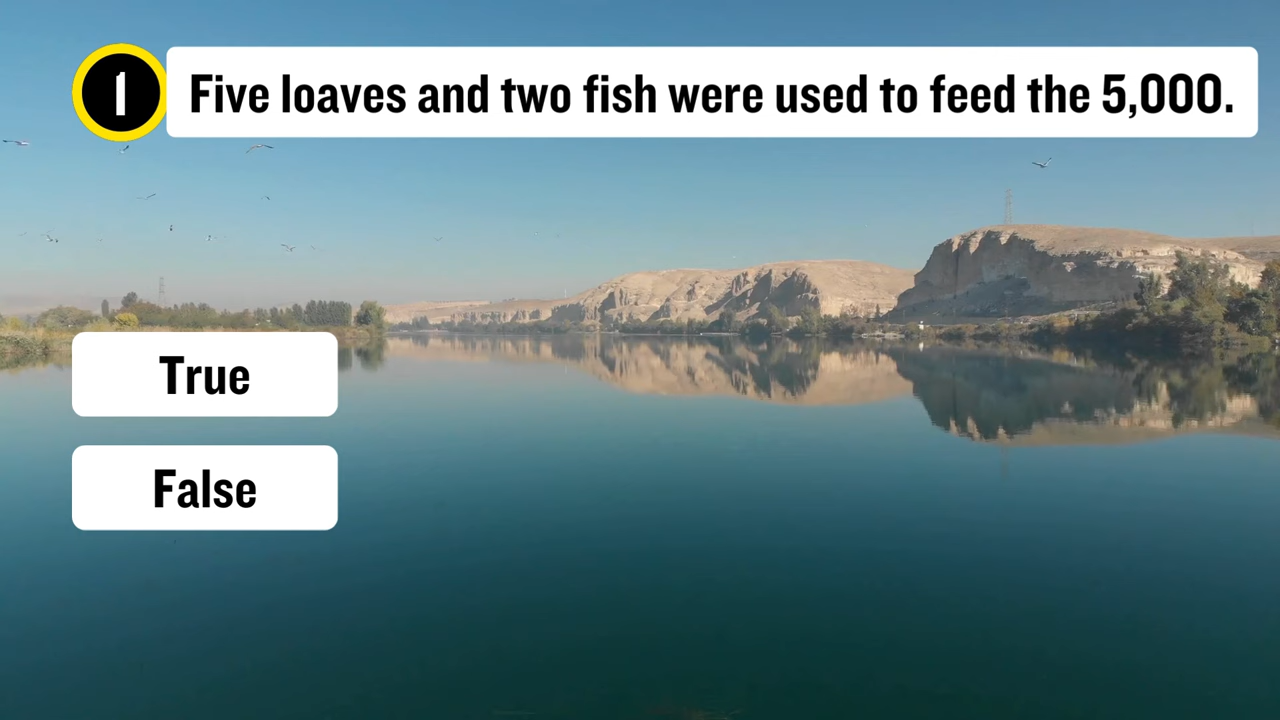 1
Five loaves and two fish were used to feed the 5,000.
True
False